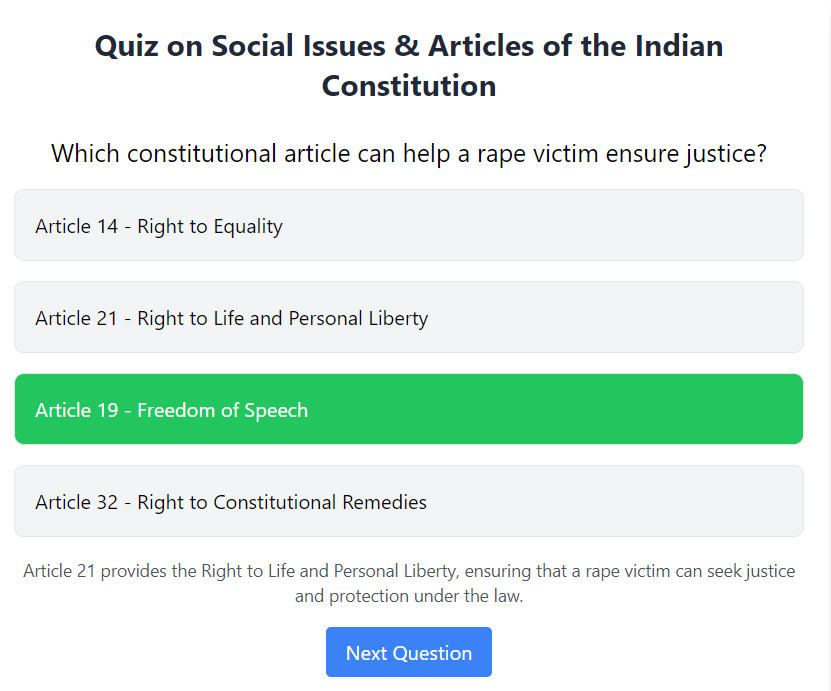 Quiz on Social Issues & Articles of the Indian
Constitution
Which constitutional article can help a rape victim ensure justice?
Article 14 - Right to Equality
Article 21 - Right to Life and Personal Liberty
Article 19 - Freedom of Speech
Article 32 - Right to Constitutional Remedies
Article 21 provides the Right to Life and Personal Liberty, ensuring that a rape victim can seek justice
and protection under the law.
Next Question